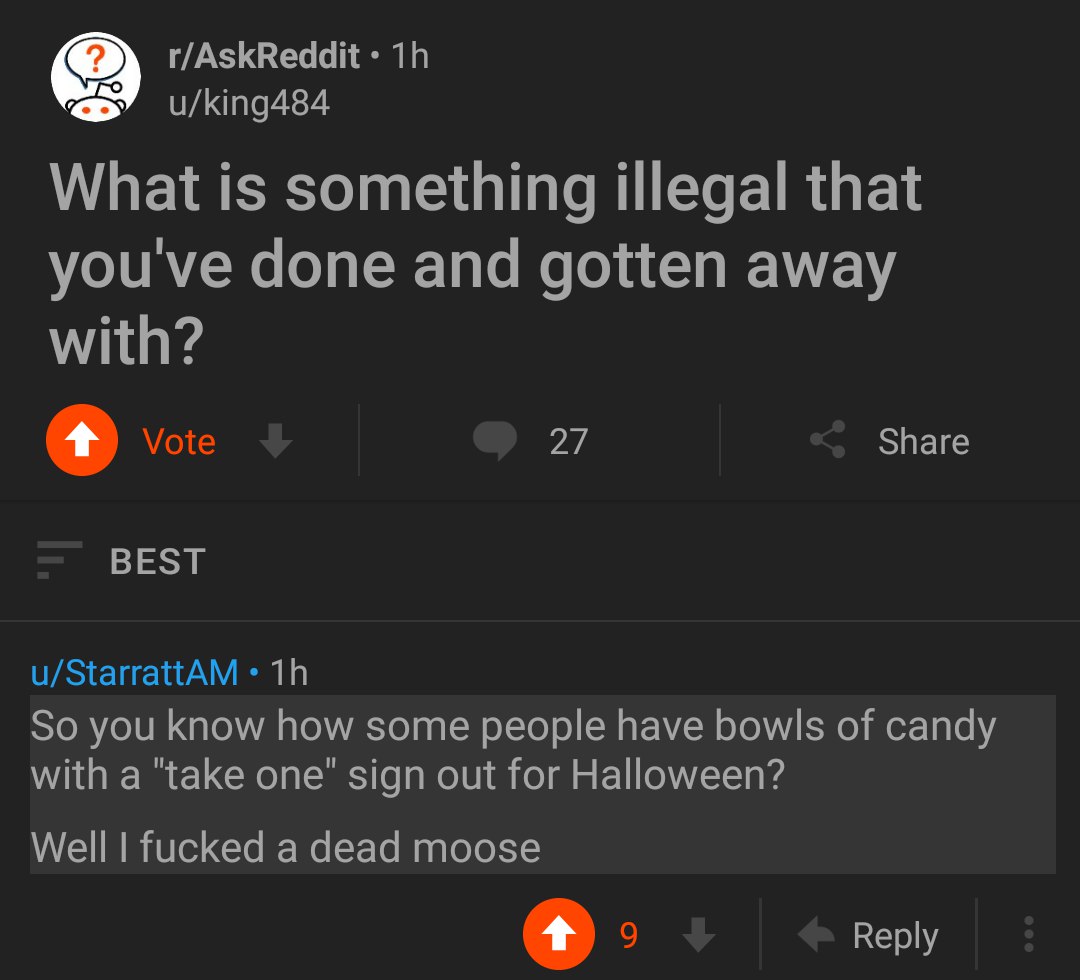 ?
r/AskReddit • 1h
u/king484
What is something illegal that
you've done and gotten away
with?
Vote
27
Share
BEST
u/StarrattAM • 1h
So you know how some people have bowls of candy
with a "take one" sign out for Halloween?
Well I fucked a dead moose
9
Reply